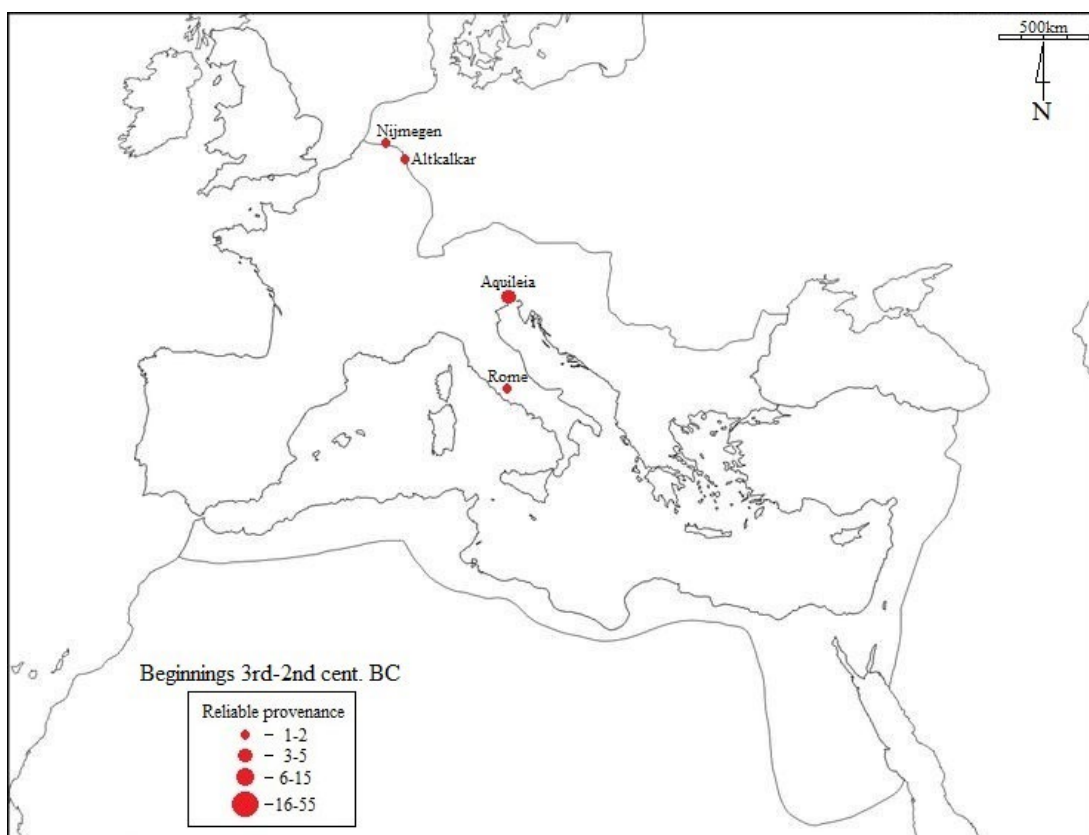 500km
N
Nijmegen
Altkalkar
Aquileia
Rome
Beginnings 3rd-2nd cent. BC
Reliable provenance
– 1-2
– 3-5
– 6-15
–16-55